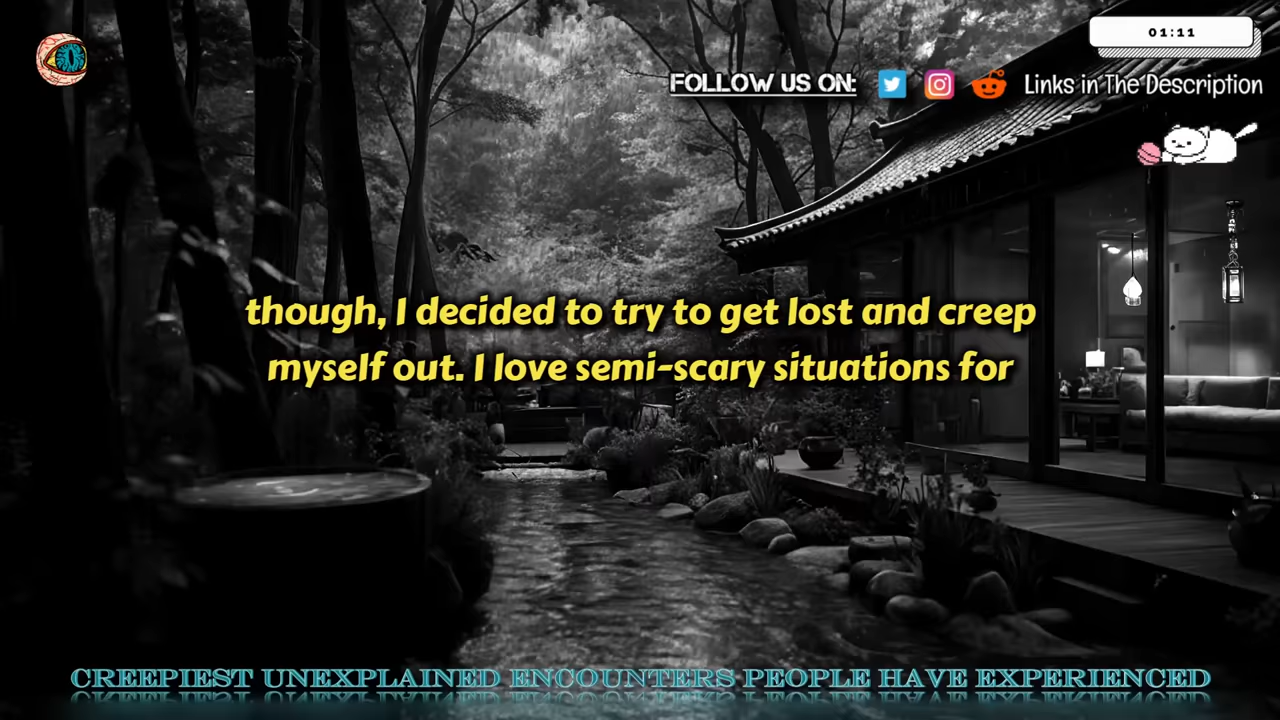 01:11
FOLLOW US ON: Links in The Description
though, I decided to try to get lost and creep
myself out. I love semi-scary situations for
CREEPIEST UNEXPLAINED ENCOUNTERS PEOPLE HAVE EXPERIENCED